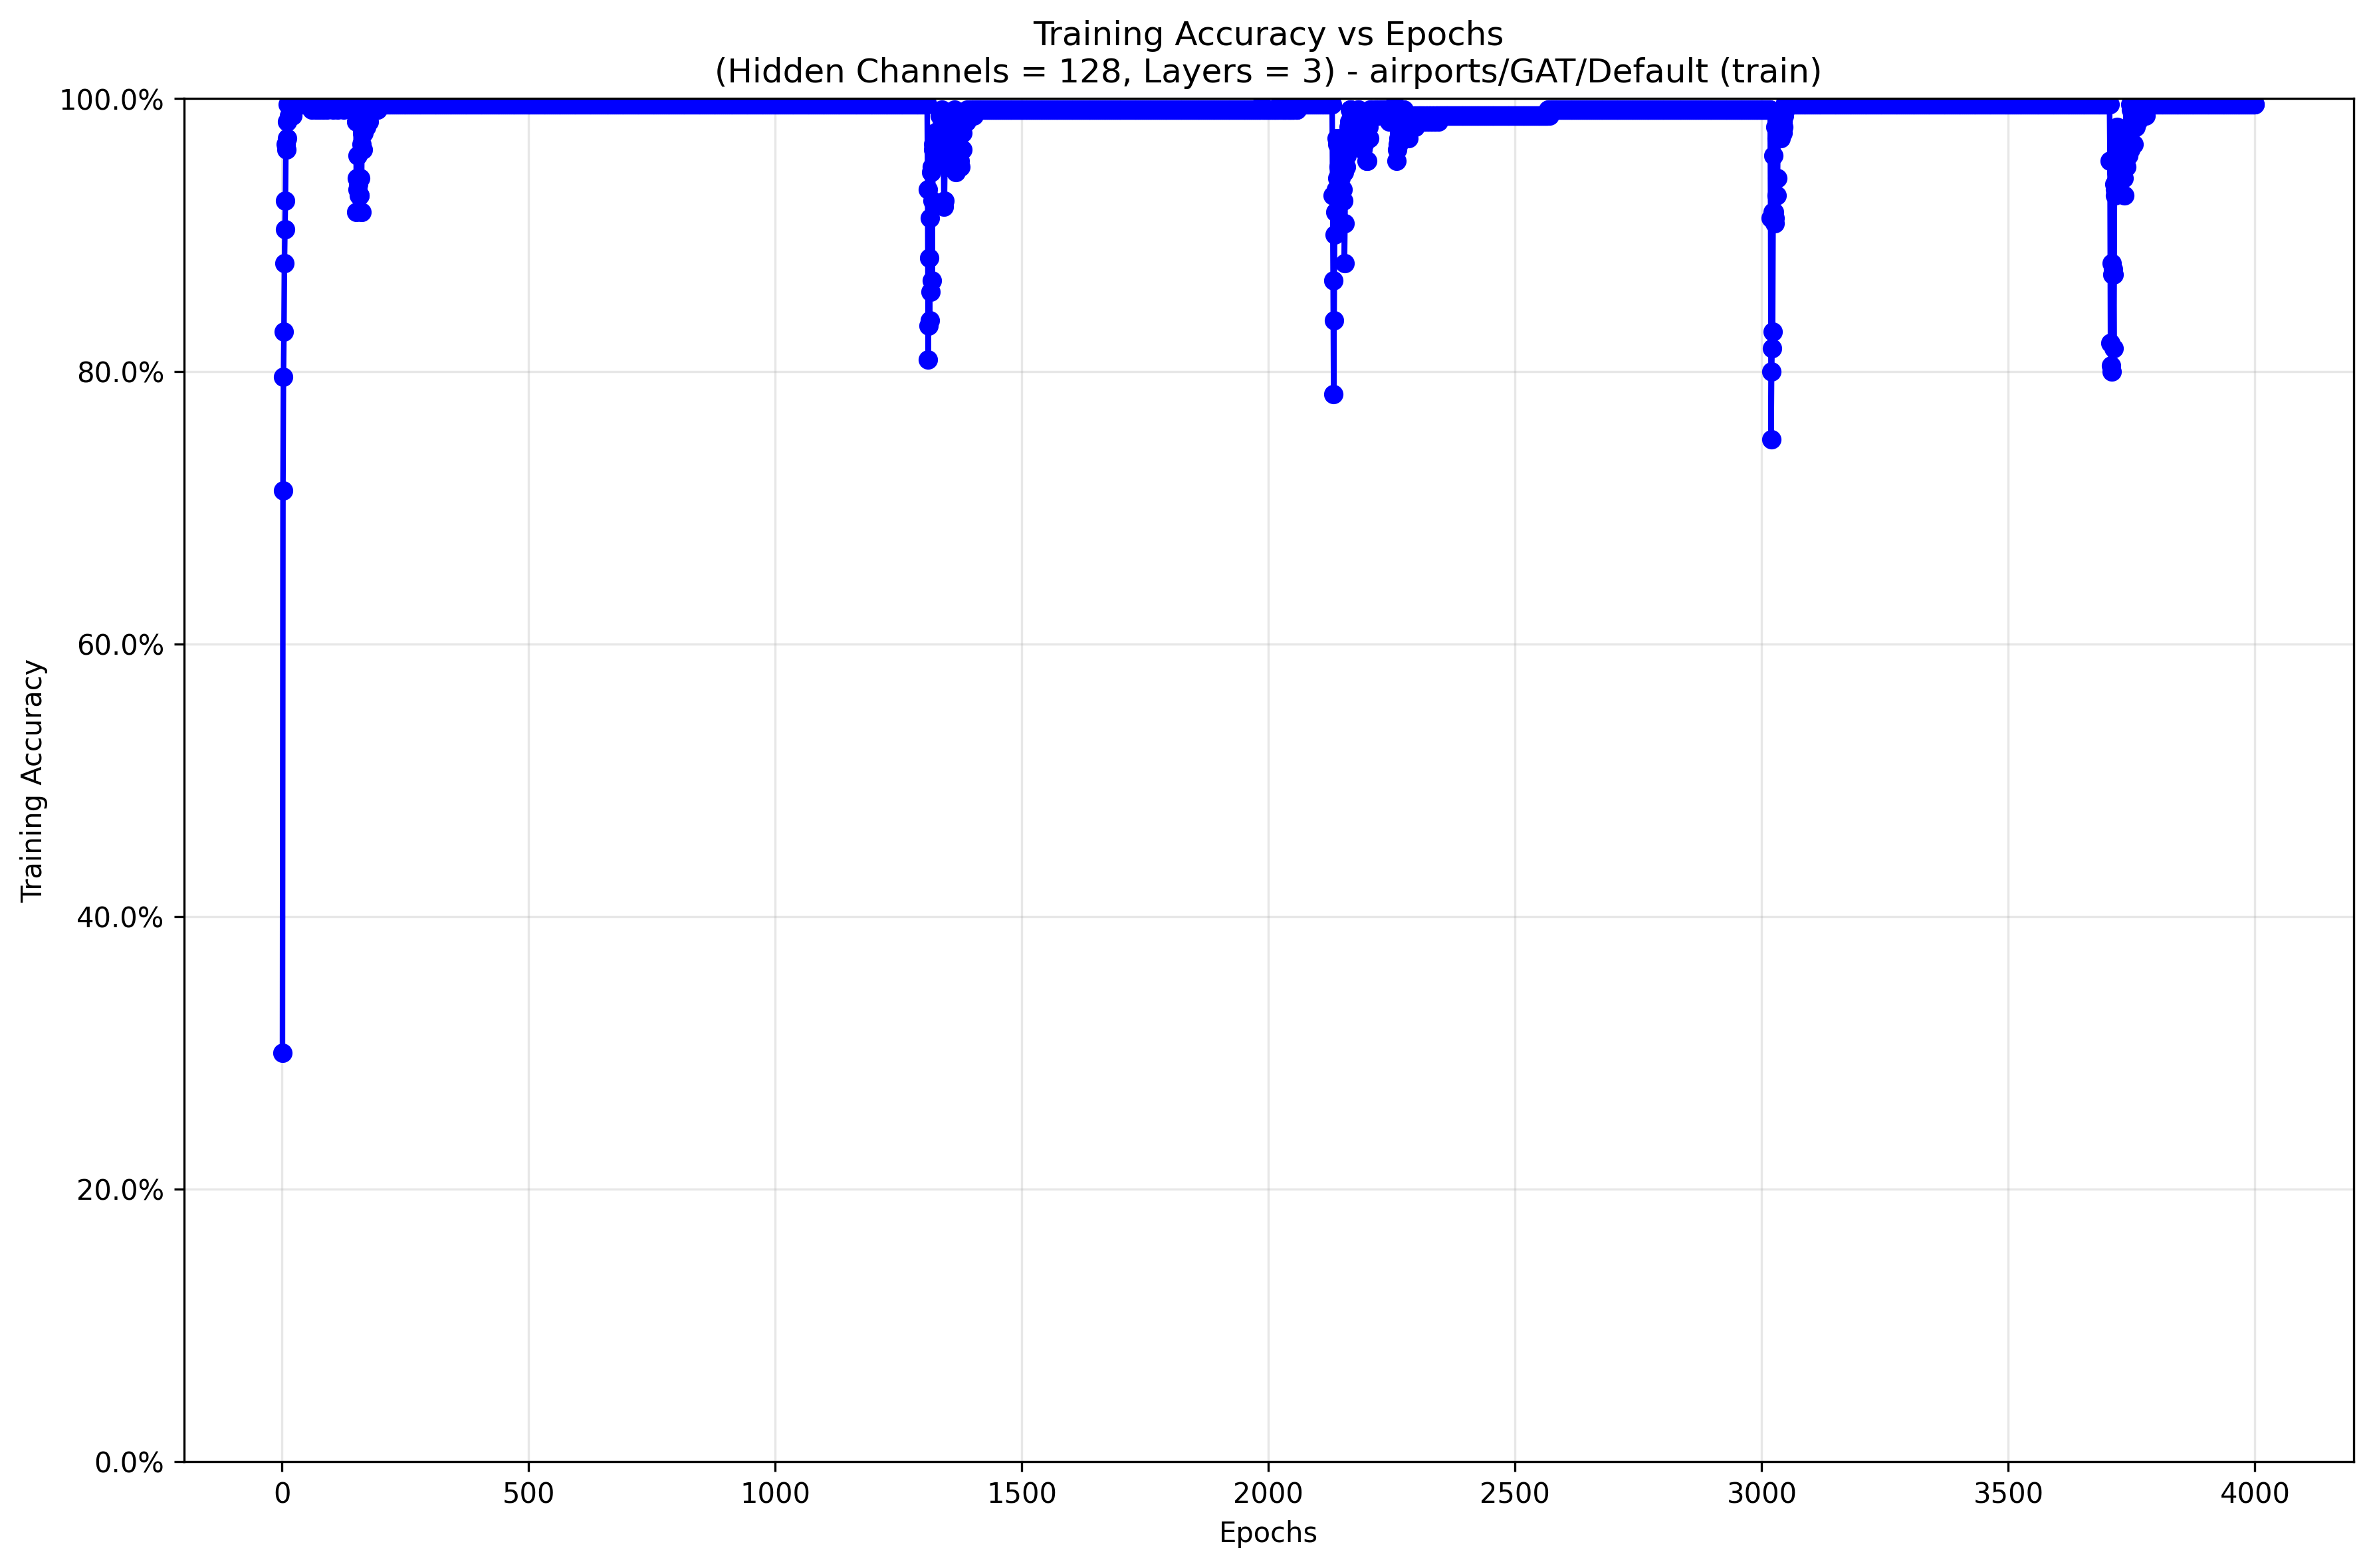 Training Accuracy vs Epochs
(Hidden Channels = 128, Layers = 3) - airports/GAT/Default (train)
100.0%
80.0%
60.0%
40.0%
20.0%
0.0%
Training Accuracy
0 500 1000 1500 2000 2500 3000 3500 4000
Epochs